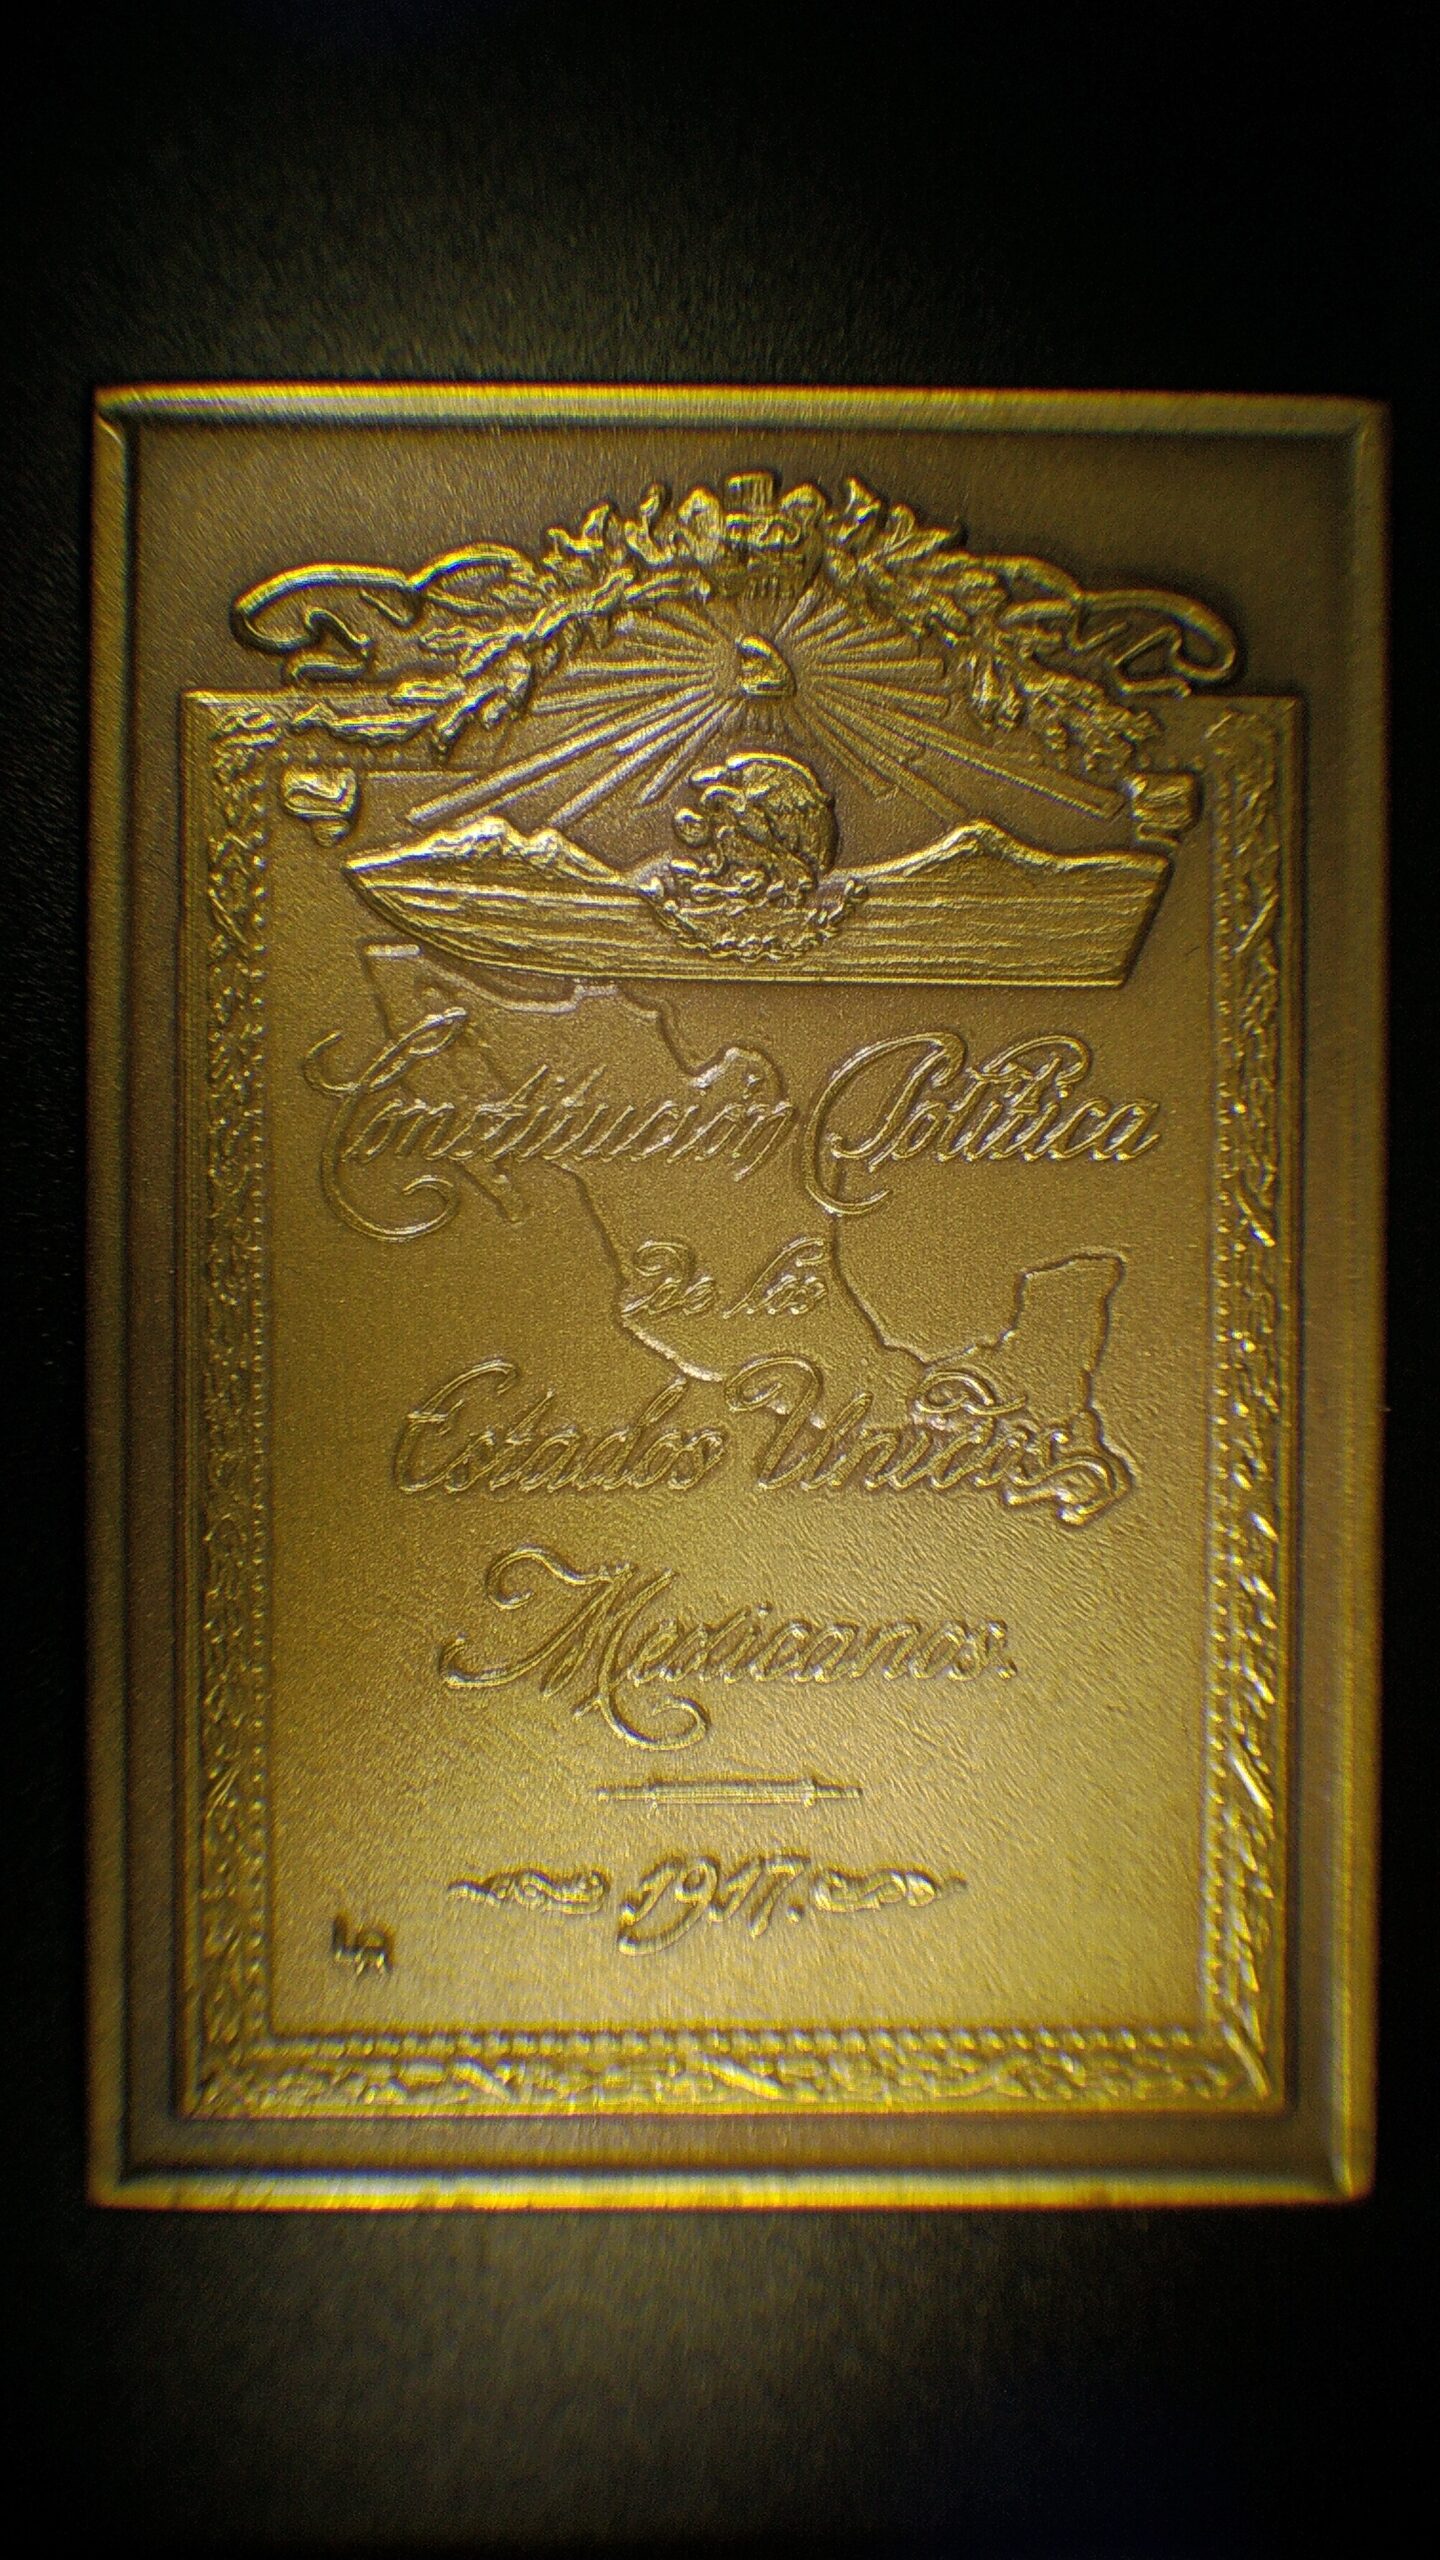 Constitución Política
de los
Estados Unidos
Mexicanos.
1917.